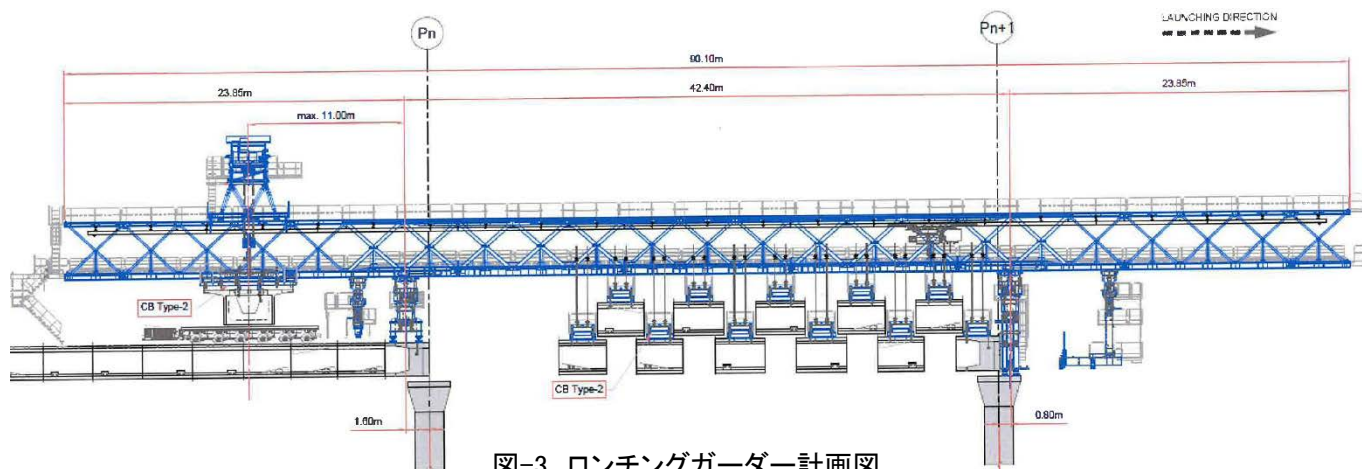 LAUNCHING DIRECTION
Pn
Pn+1
90.10m
23.85m
42.40m
23.85m
max. 11.00m
CB Type-2
CB Type-2
1.60m
0.80m
図-3 ロンチングガーダー計画図